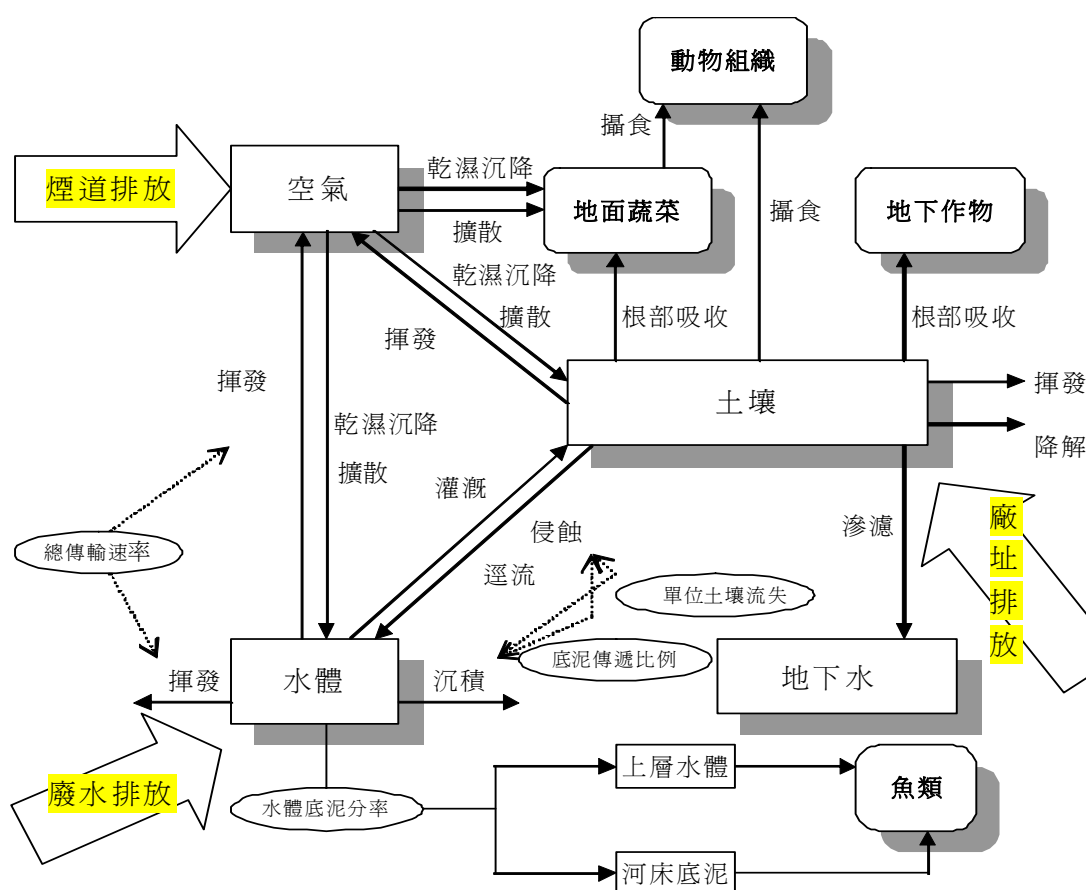 動物組織
攝食
煙道排放
空氣
乾濕沉降
擴散
地面蔬菜
攝食
地下作物
乾濕沉降
擴散
揮發
根部吸收
根部吸收
揮發
土壤
揮發
降解
乾濕沉降
擴散
灌漑
侵蝕
逕流
滲濾
廠址排放
總傳輸速率
單位土壤流失
底泥傳遞比例
揮發
水體
沉積
地下水
廢水排放
水體底泥分率
上層水體
魚類
河床底泥